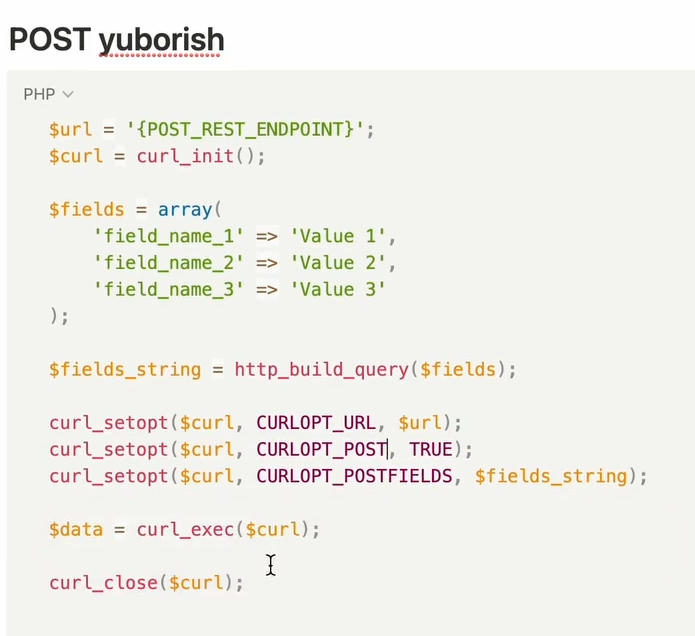 POST yuborish
PHP
$url = '{POST_REST_ENDPOINT}';
$curl = curl_init();
$fields = array(
'field_name_1' => 'Value 1',
'field_name_2' => 'Value 2',
'field_name_3' => 'Value 3'
);
$fields_string = http_build_query($fields);
curl_setopt($curl, CURLOPT_URL, $url);
curl_setopt($curl, CURLOPT_POST, TRUE);
curl_setopt($curl, CURLOPT_POSTFIELDS, $fields_string);
$data = curl_exec($curl);
curl_close($curl);